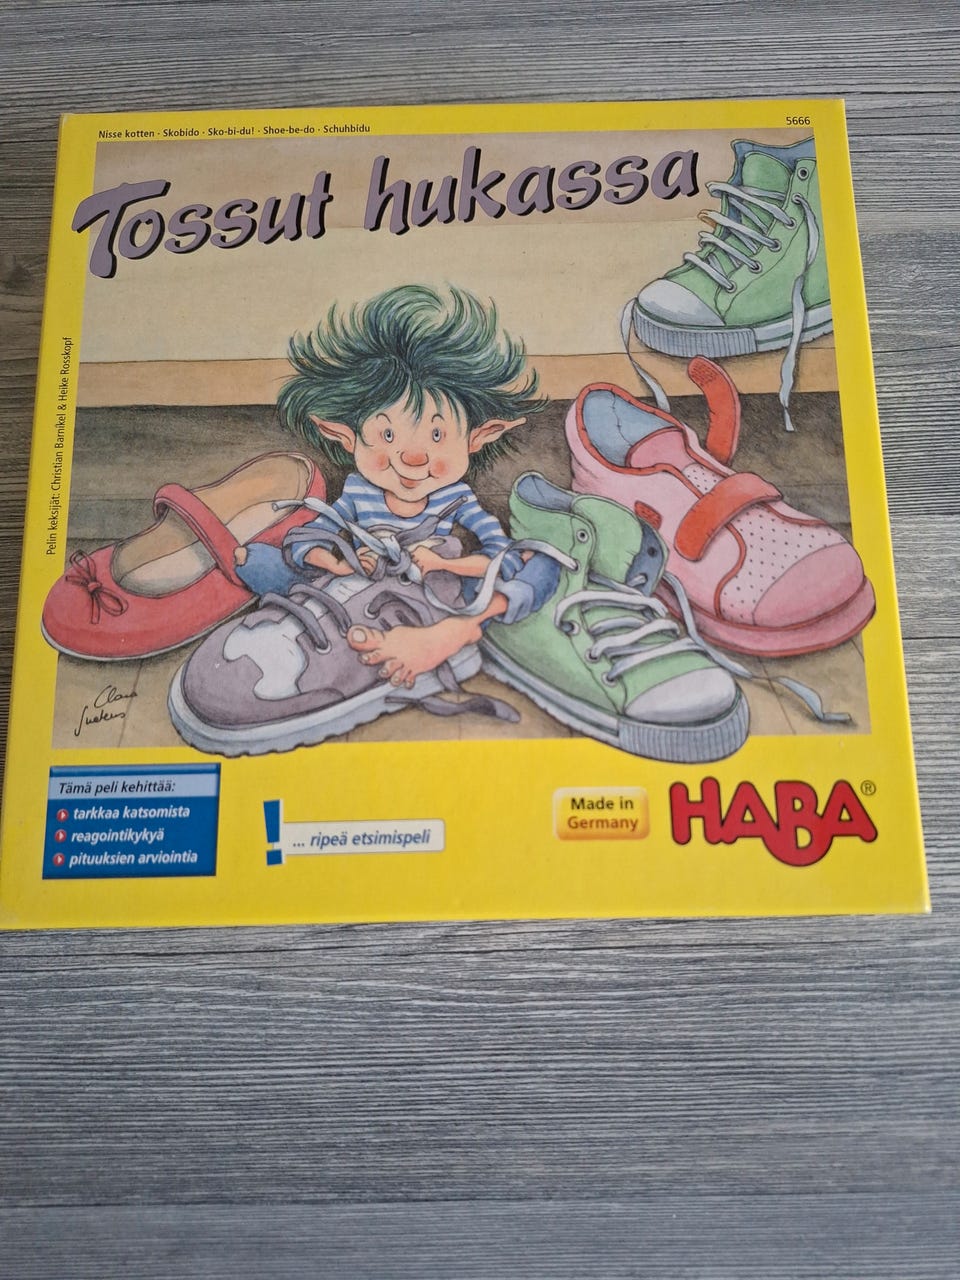 Nisse kotten · Skobido · Sko-bi-du! · Shoe-be-do · Schuhbidu
5666
Tossut hukassa
Pelin keksijät: Christian Barnikel & Heike Rosskopf
Tämä peli kehittää:
tarkkaa katsomista
reagointikykyä
pituuksien arviointia
! ... ripeä etsimispeli
Made in
Germany
HABA®